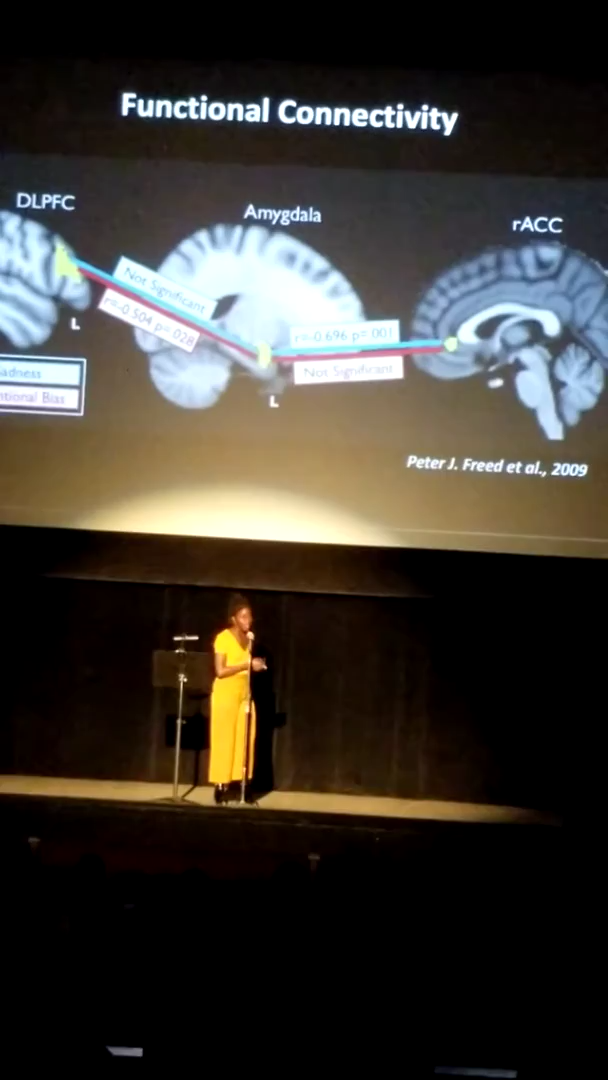 Functional Connectivity
DLPFC
Amygdala
rACC
Not Significant
r=-0.504 p=.028
r=-0.696 p=.001
Not Significant
L
L
adness
ntional Bias
Peter J. Freed et al., 2009